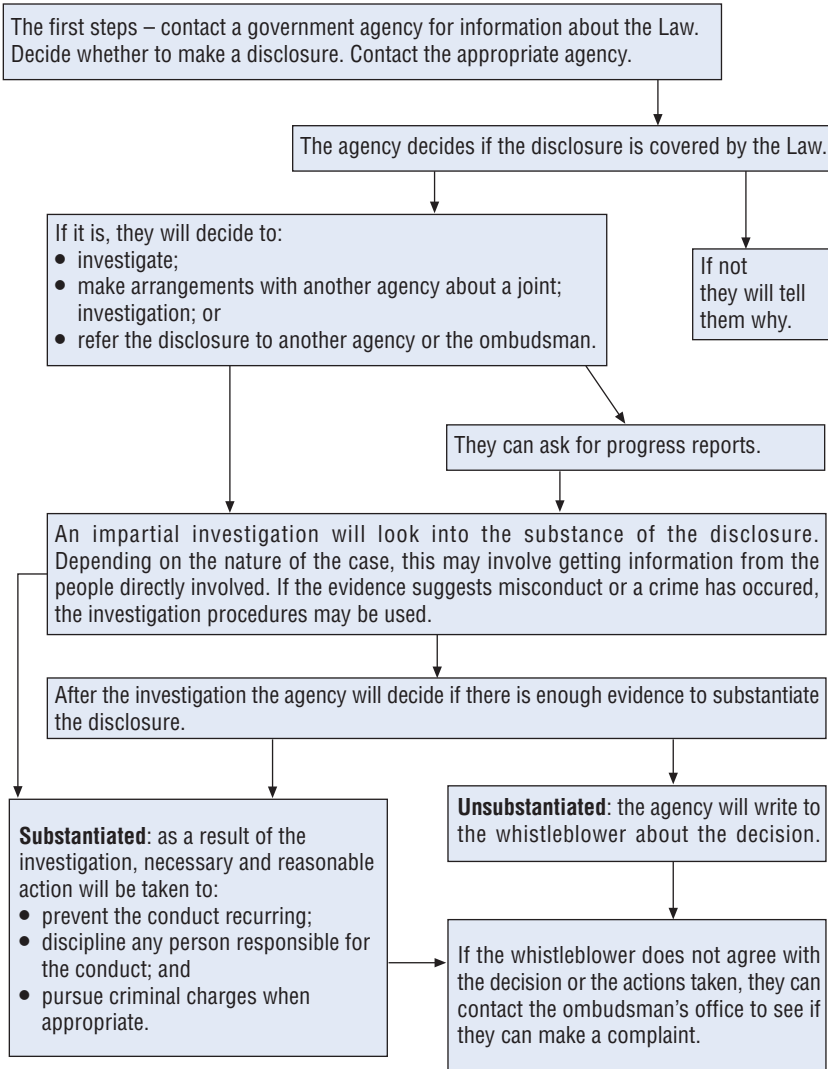 The first steps – contact a government agency for information about the Law.
Decide whether to make a disclosure. Contact the appropriate agency.
The agency decides if the disclosure is covered by the Law.
If it is, they will decide to:
● investigate;
● make arrangements with another agency about a joint;
investigation; or
● refer the disclosure to another agency or the ombudsman.
If not
they will tell
them why.
They can ask for progress reports.
An impartial investigation will look into the substance of the disclosure.
Depending on the nature of the case, this may involve getting information from the
people directly involved. If the evidence suggests misconduct or a crime has occured,
the investigation procedures may be used.
After the investigation the agency will decide if there is enough evidence to substantiate
the disclosure.
Substantiated: as a result of the
investigation, necessary and reasonable
action will be taken to:
● prevent the conduct recurring;
● discipline any person responsible for
the conduct; and
● pursue criminal charges when
appropriate.
Unsubstantiated: the agency will write to
the whistleblower about the decision.
If the whistleblower does not agree with
the decision or the actions taken, they can
contact the ombudsman’s office to see if
they can make a complaint.